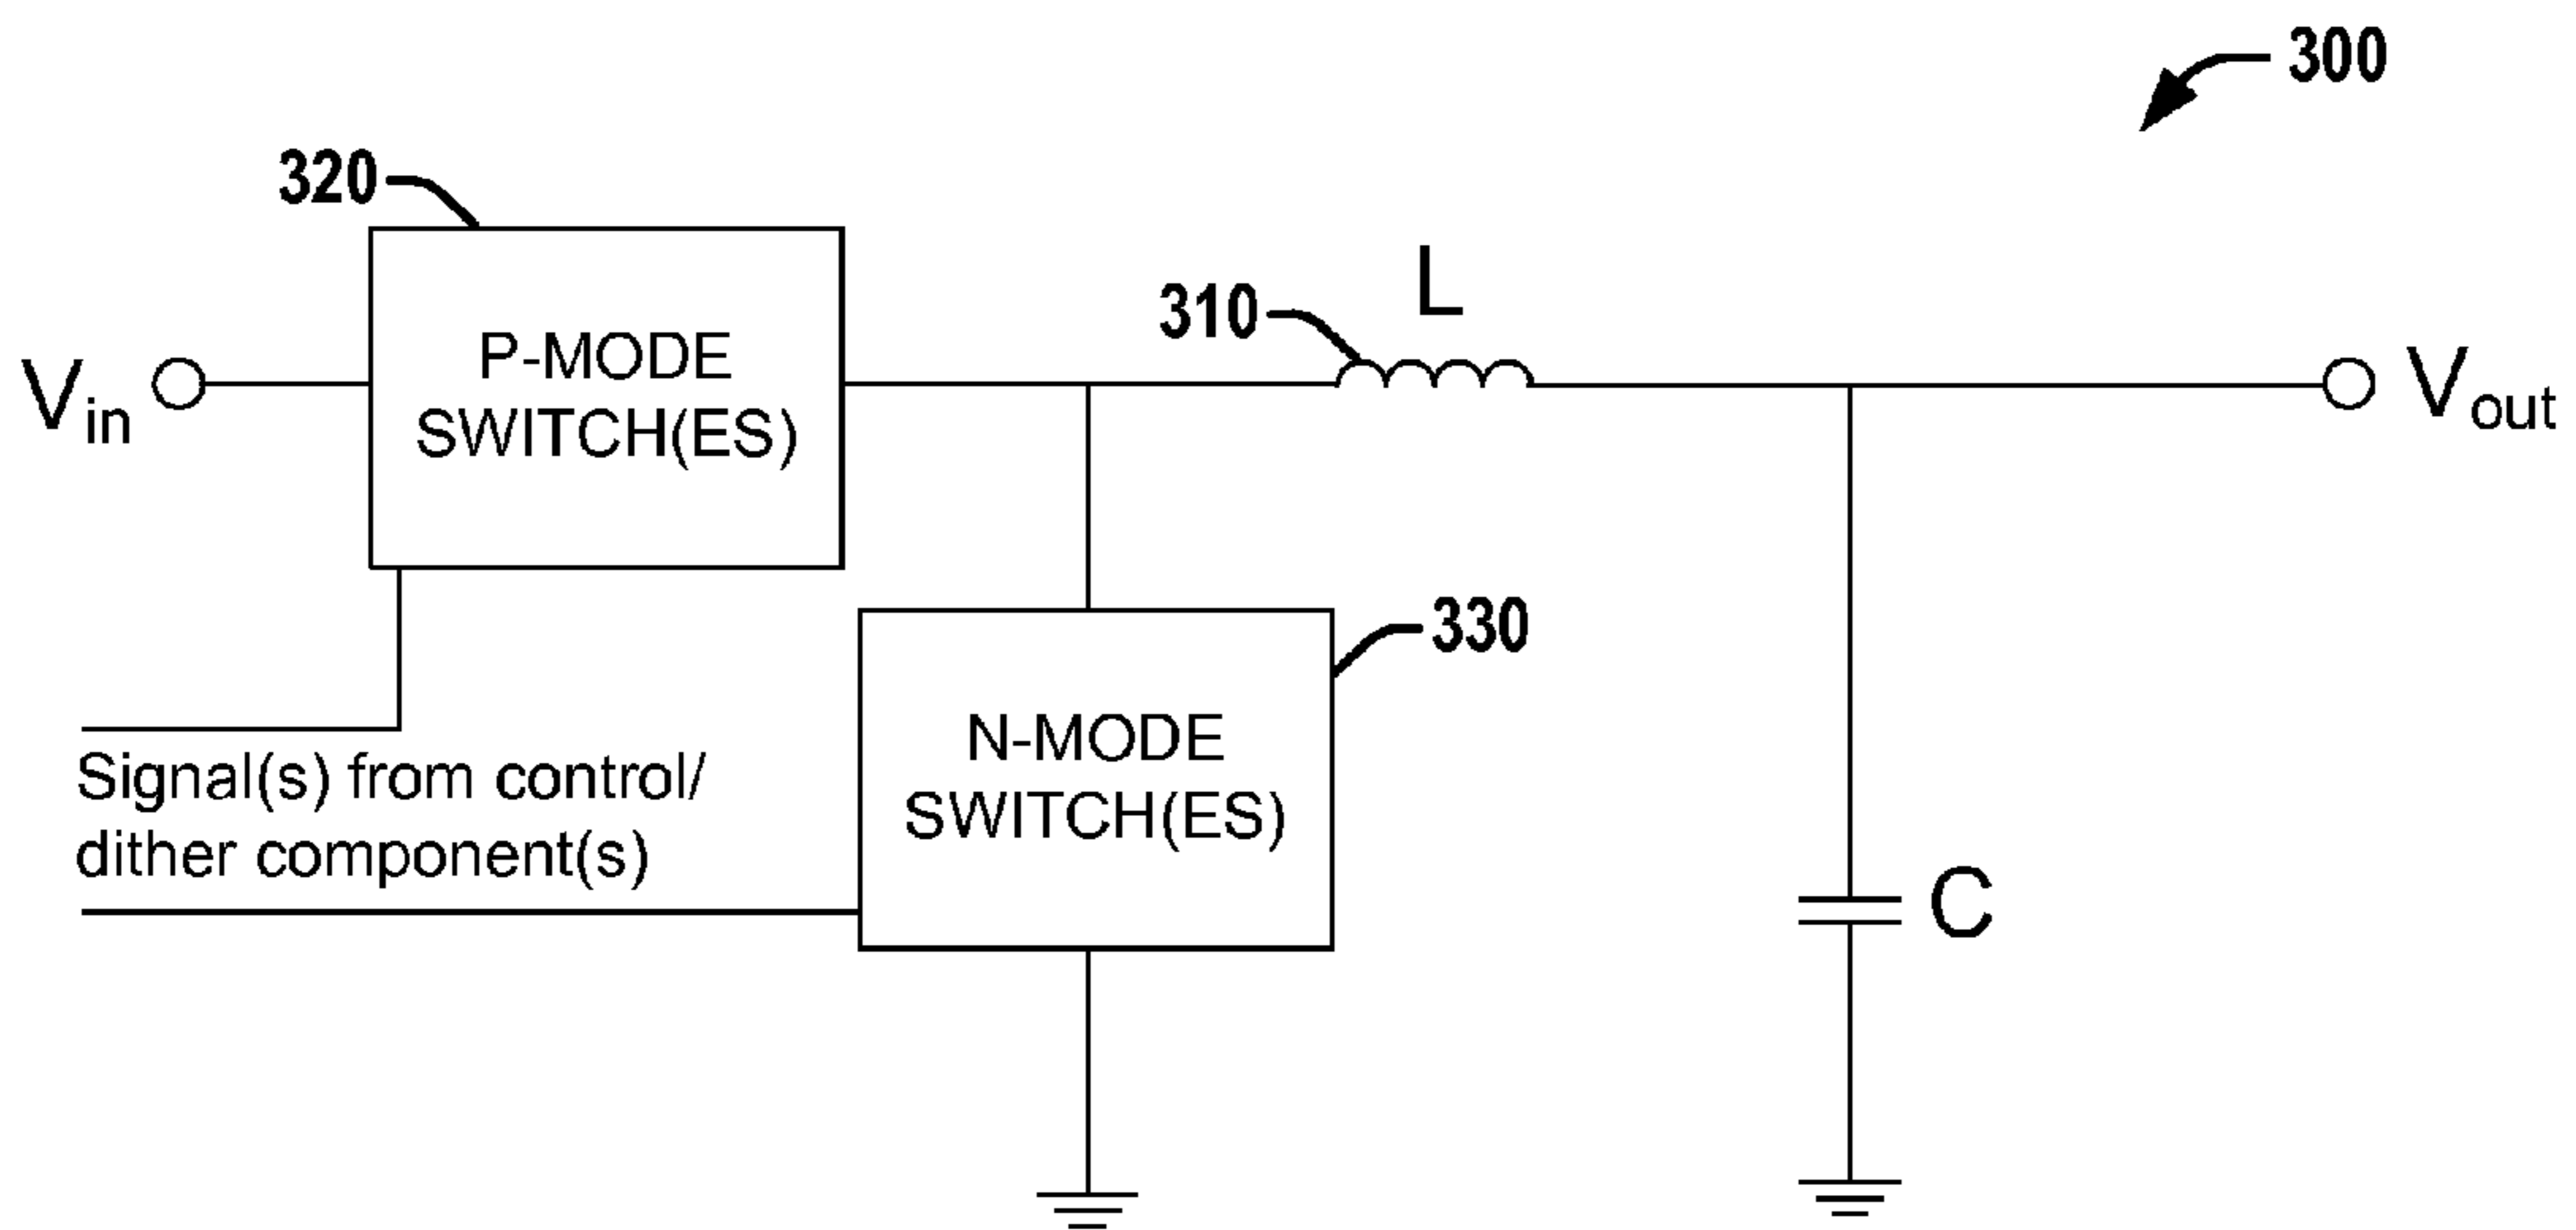 300
320
P-MODE
SWITCH(ES)
310
L
Vin
Vout
330
N-MODE
SWITCH(ES)
Signal(s) from control/
dither component(s)
C